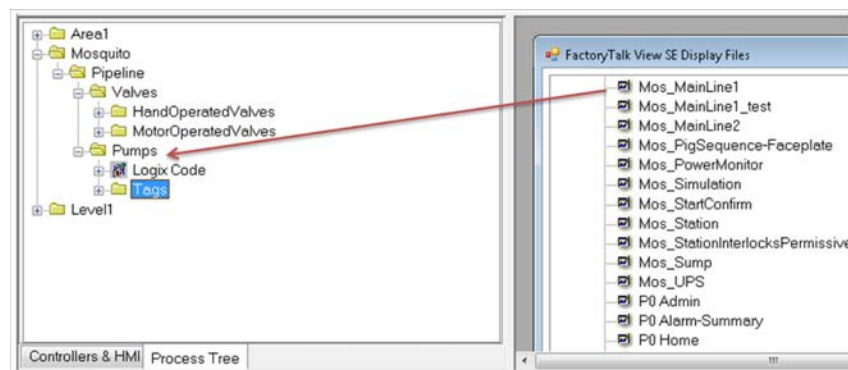 Area1
Mosquito
Pipeline
Valves
HandOperatedValves
MotorOperatedValves
Pumps
Logix Code
Tags
Level1
Controllers & HMI
Process Tree
FactoryTalk View SE Display Files
Mos_MainLine1
Mos_MainLine1_test
Mos_MainLine2
Mos_PigSequence-Faceplate
Mos_PowerMonitor
Mos_Simulation
Mos_StartConfirm
Mos_Station
Mos_StationInterlocksPermissive
Mos_Sump
Mos_UPS
P0 Admin
P0 Alarm-Summary
P0 Home